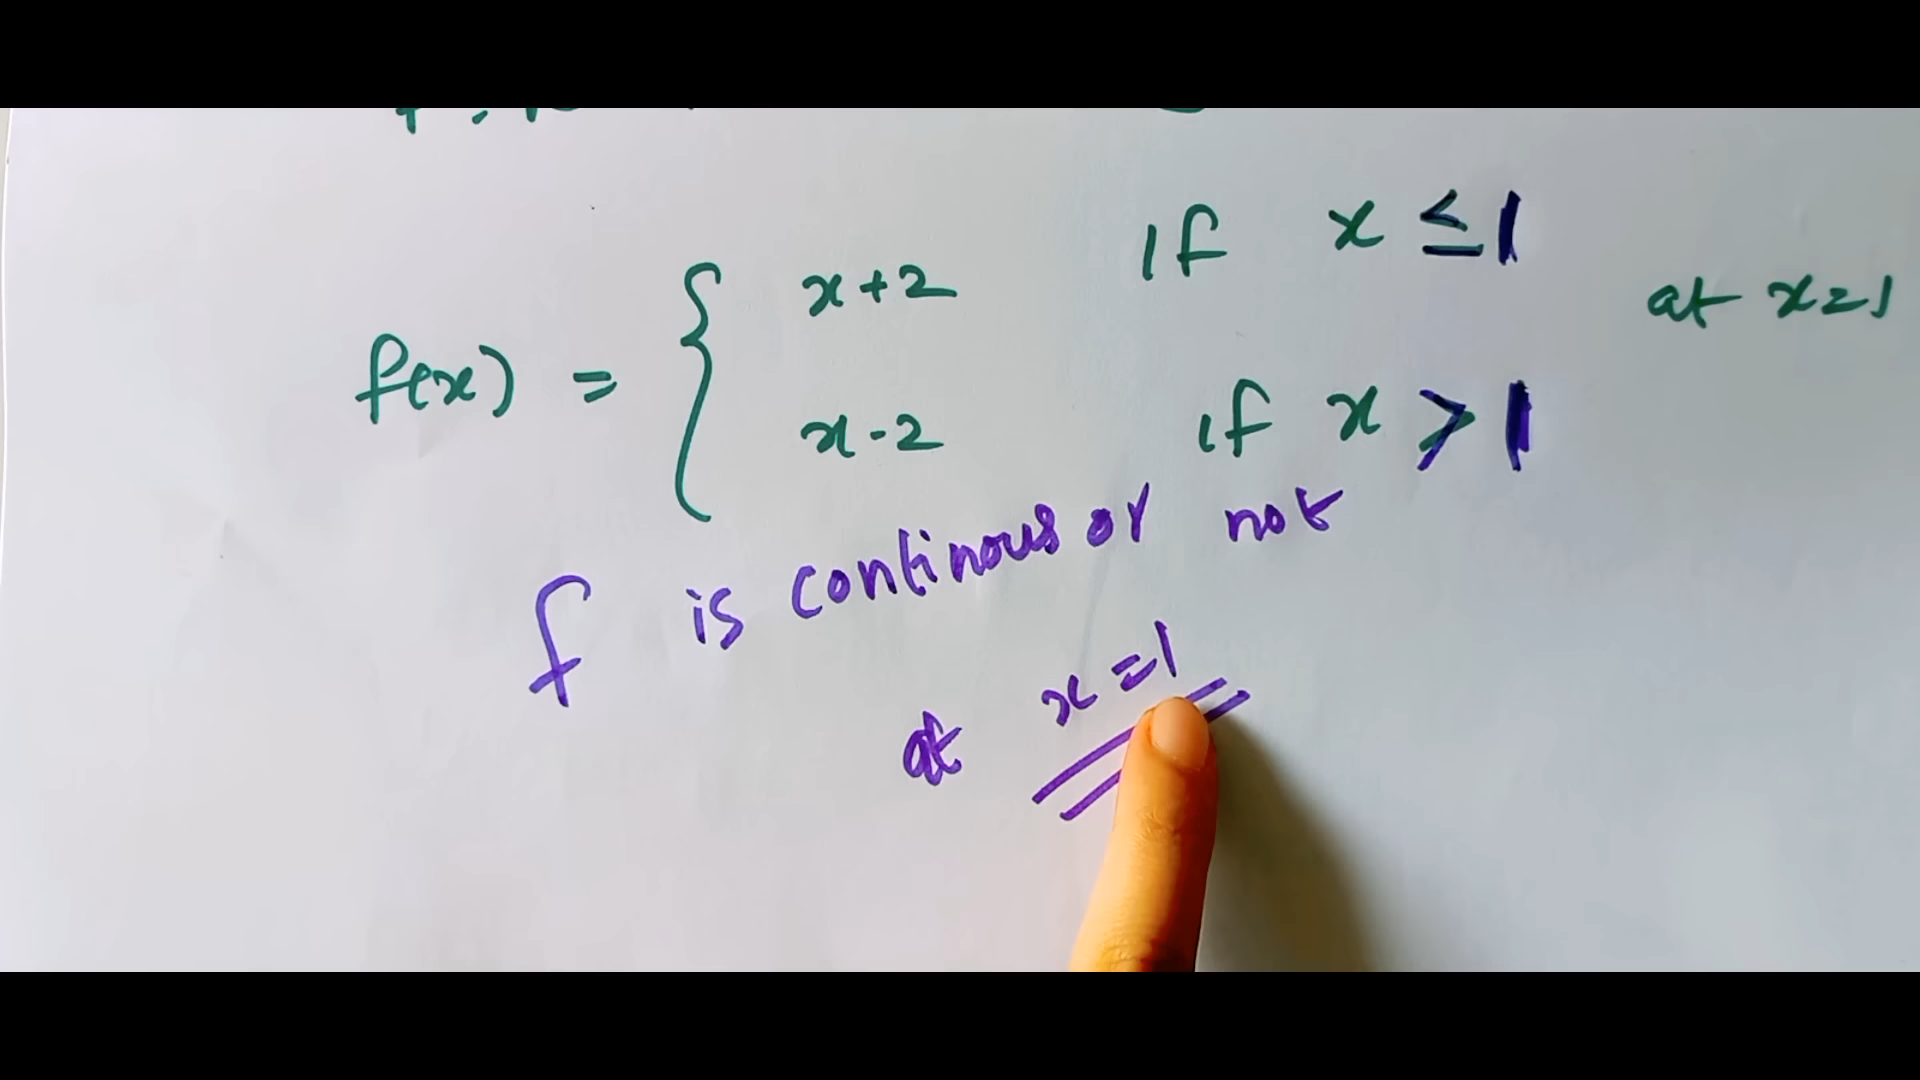 x+2 if x ≤ 1
at x=1
f(x) = {
x-2 if x > 1
f is continous or not
at x=1